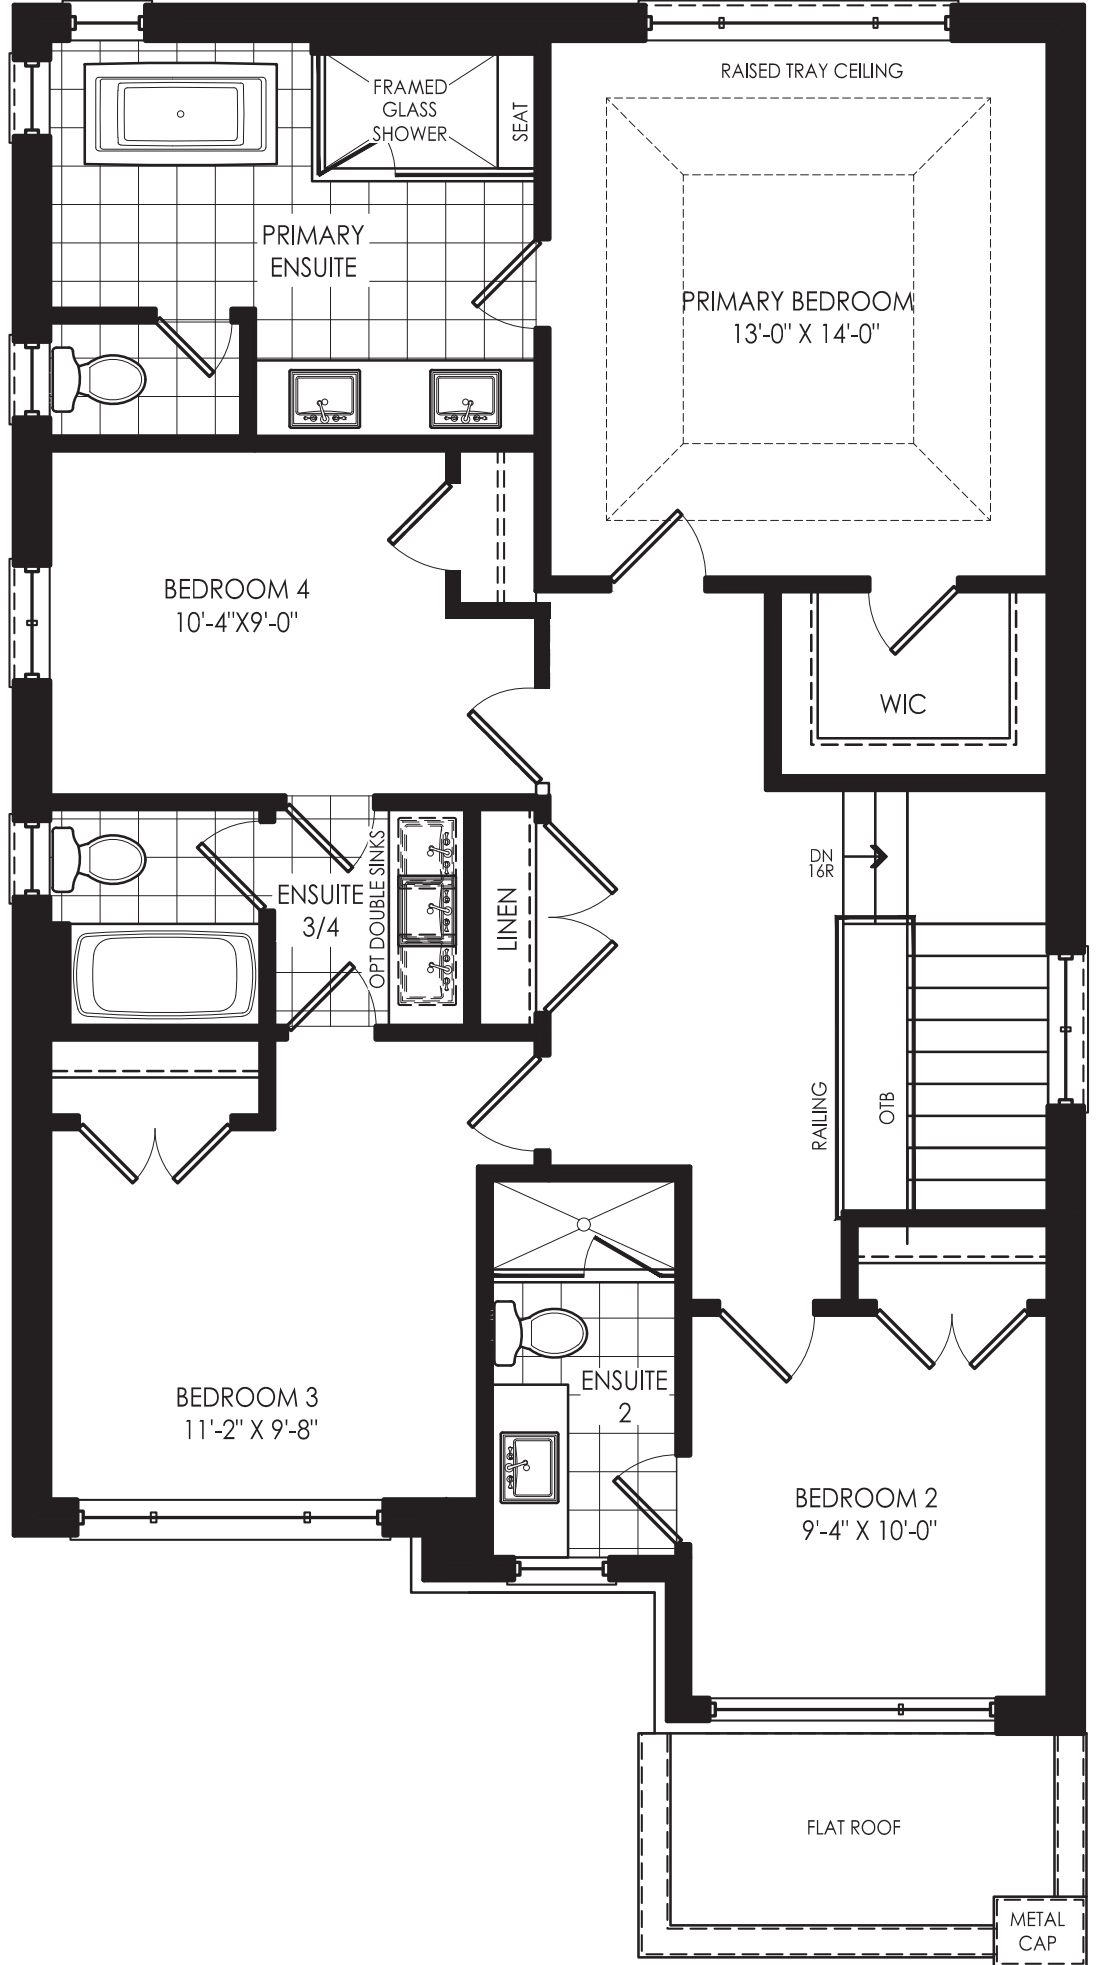 RAISED TRAY CEILING
FRAMED
GLASS
SHOWER
SEAT
PRIMARY
ENSUITE
PRIMARY BEDROOM
13'-0" X 14'-0"
BEDROOM 4
10'-4"X9'-0"
WIC
DN
16R
ENSUITE
3/4
OPT DOUBLE SINKS
LINEN
RAILING
OTB
ENSUITE
2
BEDROOM 3
11'-2" X 9'-8"
BEDROOM 2
9'-4" X 10'-0"
FLAT ROOF
METAL
CAP